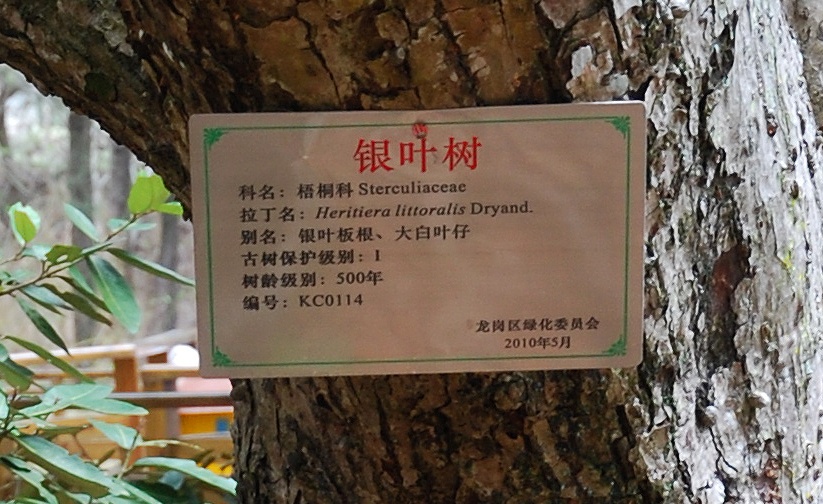 银叶树
科名：梧桐科 Sterculiaceae
拉丁名：Heritiera littoralis Dryand.
别名：银叶板根、大白叶仔
古树保护级别：I
树龄级别：500年
编号：KC0114
龙岗区绿化委员会
2010年5月